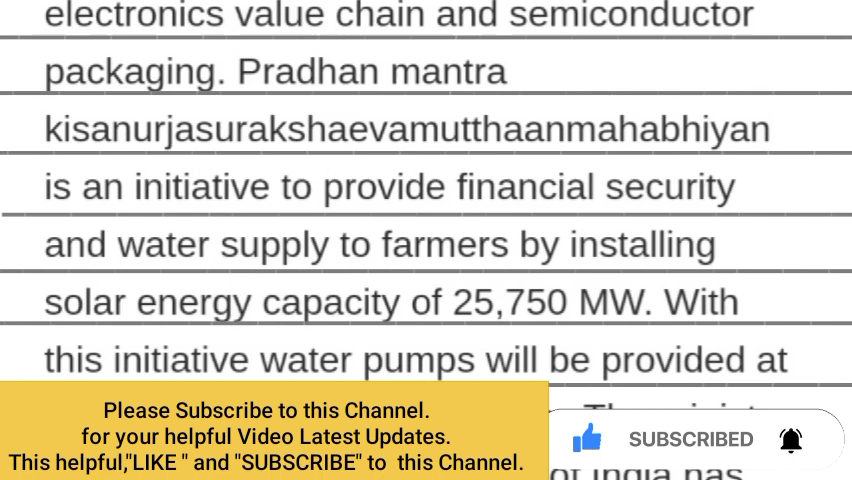 electronics value chain and semiconductor
packaging. Pradhan mantra
kisanurjasurakshaevamutthaanmahabhiyan
is an initiative to provide financial security
and water supply to farmers by installing
solar energy capacity of 25,750 MW. With
this initiative water pumps will be provided at
of India has
Please Subscribe to this Channel.
for your helpful Video Latest Updates.
This helpful,"LIKE " and "SUBSCRIBE" to this Channel.
SUBSCRIBED